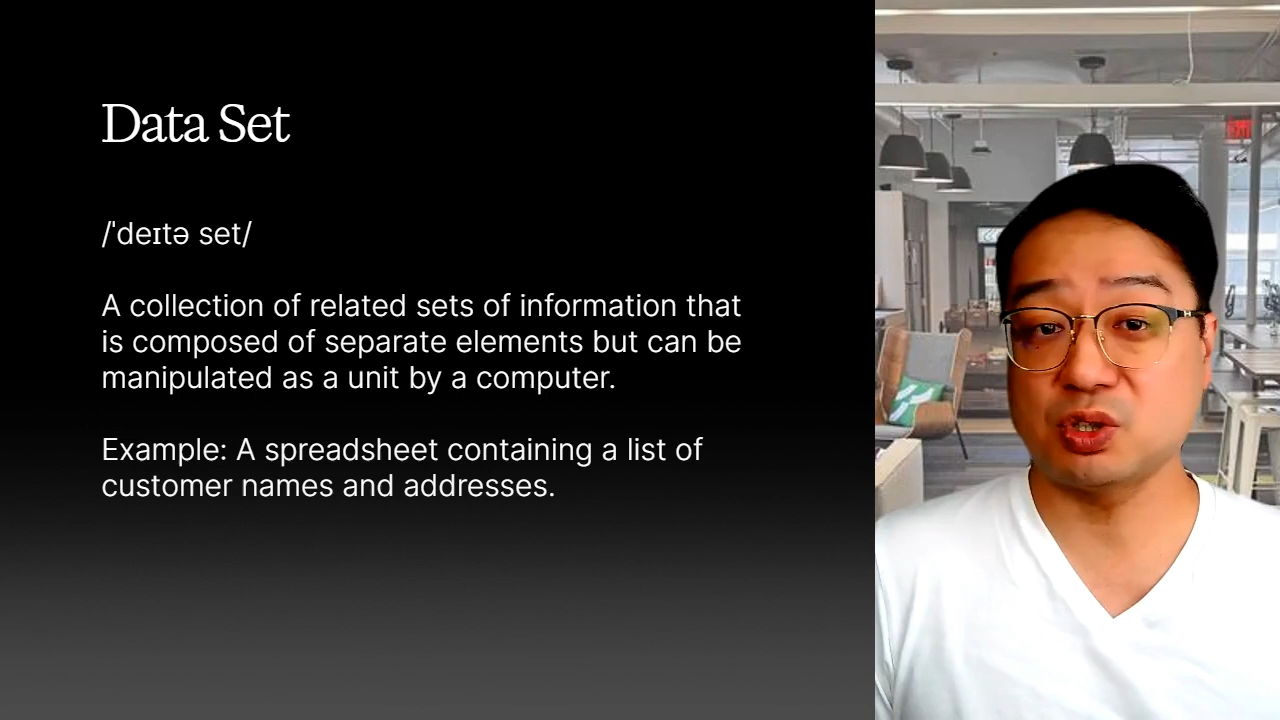 Data Set
/ˈdeɪtə set/
A collection of related sets of information that
is composed of separate elements but can be
manipulated as a unit by a computer.
Example: A spreadsheet containing a list of
customer names and addresses.